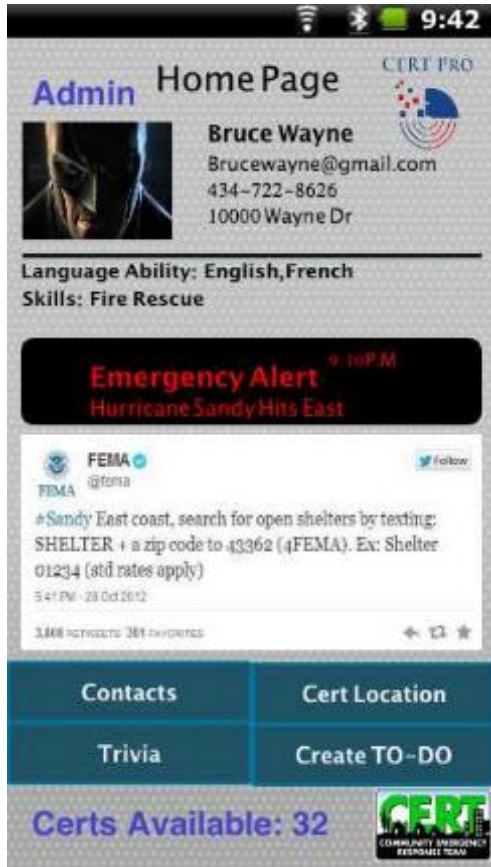 9:42
CERT PRO
Admin
Home Page
Bruce Wayne
Brucewayne@gmail.com
434-722-8626
10000 Wayne Dr
Language Ability: English,French
Skills: Fire Rescue
9:10P.M
Emergency Alert
Hurricane Sandy Hits East
FEMA
@fema
Follow
FEMA
#Sandy East coast, search for open shelters by texting:
SHELTER + a zip code to 43362 (4FEMA). Ex: Shelter
01234 (std rates apply)
5:41 PM - 29 Oct 2012
RETWEETS FAVORITES
Contacts
Cert Location
Trivia
Create TO-DO
Certs Available: 32
CERT
COMMUNITY EMERGENCY
RESPONSE TEAM